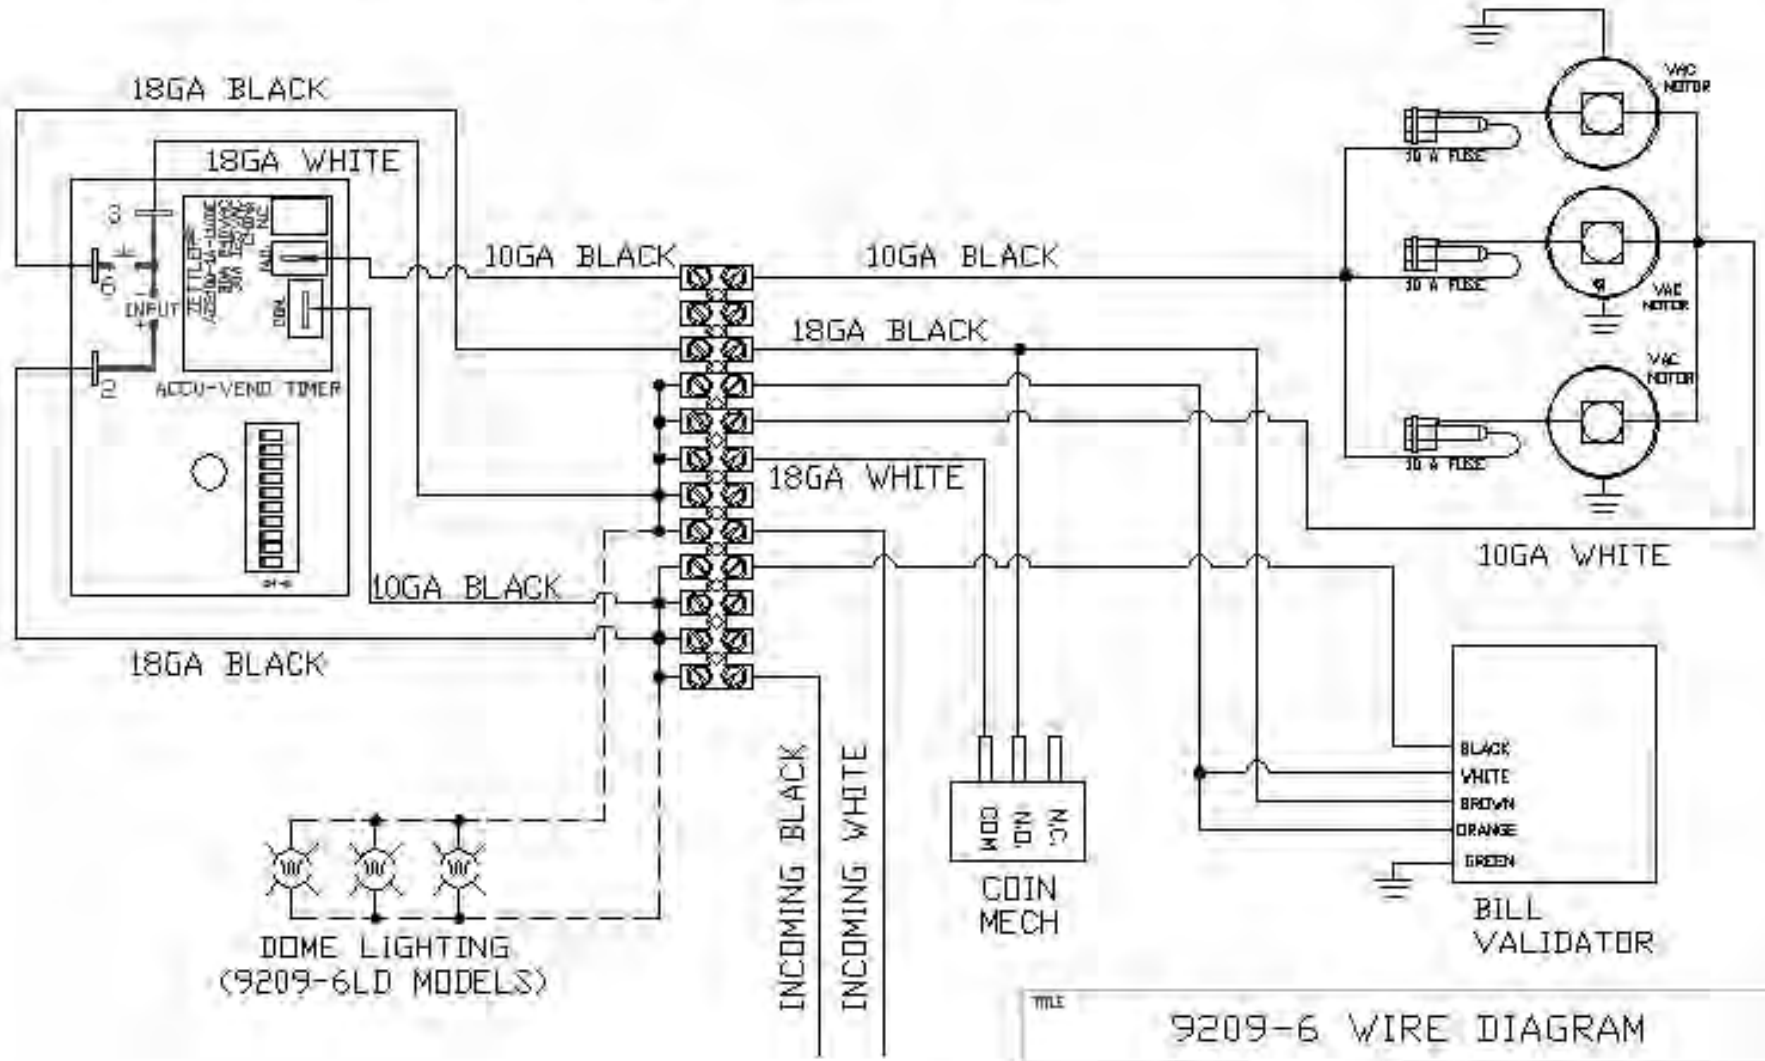 18GA BLACK
18GA WHITE
3
6
INPUT
-
+
2
COM
N.C.
ACCU-VEND TIMER
10GA BLACK
10GA BLACK
18GA BLACK
18GA WHITE
10GA BLACK
18GA BLACK
VAC
MOTOR
10 A FUSE
VAC
MOTOR
10 A FUSE
VAC
MOTOR
10 A FUSE
10GA WHITE
INCOMING BLACK
INCOMING WHITE
COM
N.O.
N.C.
COIN
MECH
BLACK
WHITE
BROWN
ORANGE
GREEN
BILL
VALIDATOR
DOME LIGHTING
(9209-6LD MODELS)
TITLE
9209-6 WIRE DIAGRAM